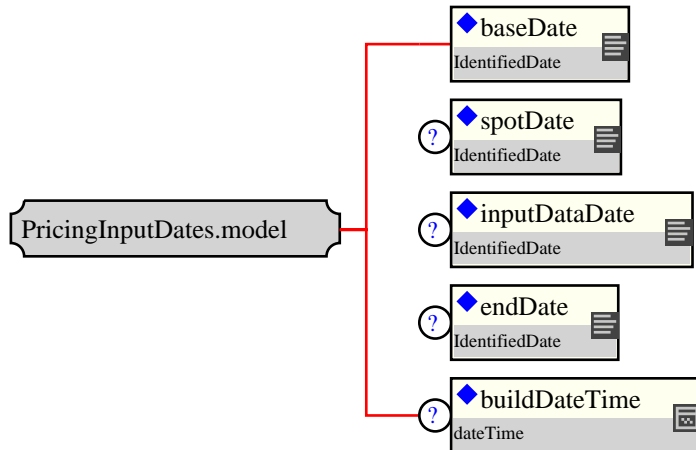 baseDate
IdentifiedDate
?
spotDate
IdentifiedDate
PricingInputDates.model
?
inputDataDate
IdentifiedDate
?
endDate
IdentifiedDate
?
buildDateTime
dateTime